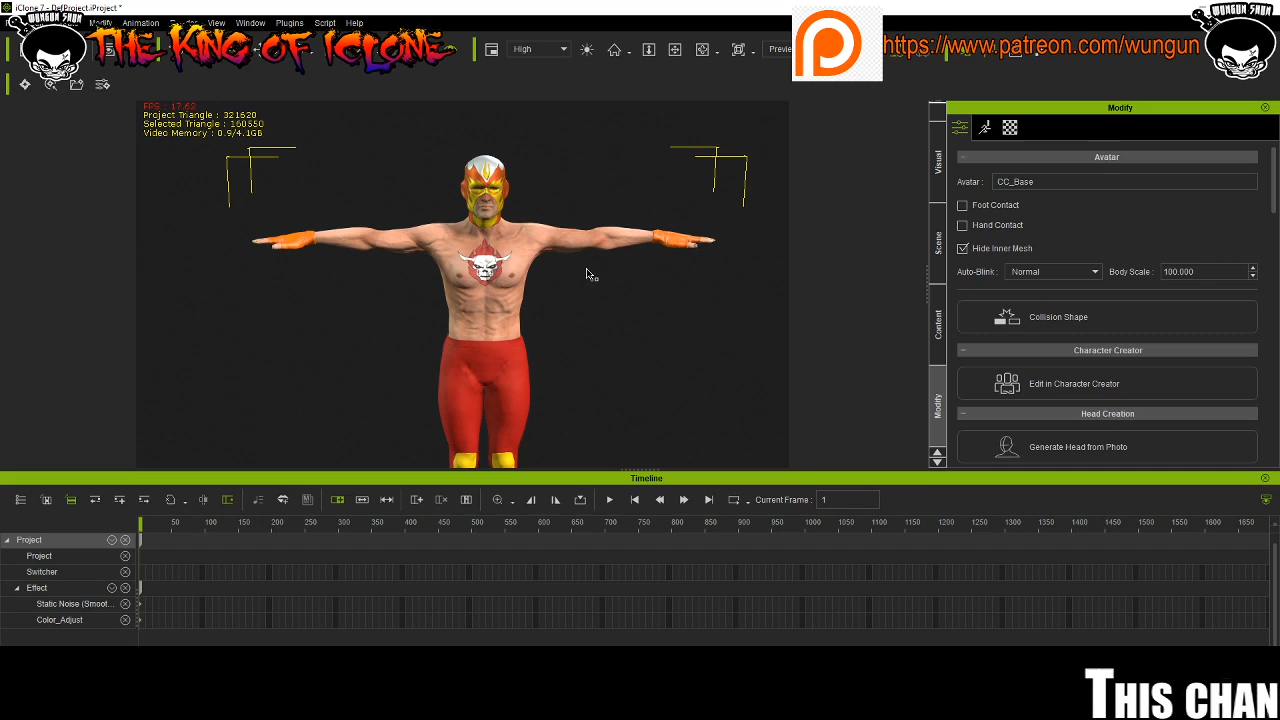 iClone 7 - DefProject.iProject *
Modify Animation Render View Window Plugins Script Help
WUNGUN SHUN
THE KING OF ICLONE
High
Previe
https://www.patreon.com/wungun
WUNGUN SHUN
FPS : 17.62
Project Triangle : 321620
Selected Triangle : 160550
Video Memory : 0.9/4.1GB
Modify
Visual
Scene
Content
Modify
Avatar
Avatar : CC_Base
Foot Contact
Hand Contact
Hide Inner Mesh
Auto-Blink : Normal Body Scale : 100.000
Collision Shape
Character Creator
Edit in Character Creator
Head Creation
Generate Head from Photo
Timeline
Current Frame : 1
50 100 150 200 250 300 350 400 450 500 550 600 650 700 750 800 850 900 950 1000 1050 1100 1150 1200 1250 1300 1350 1400 1450 1500 1550 1600 1650
Project
Project
Switcher
Effect
Static Noise (Smoot...
Color_Adjust
THIS CHAN